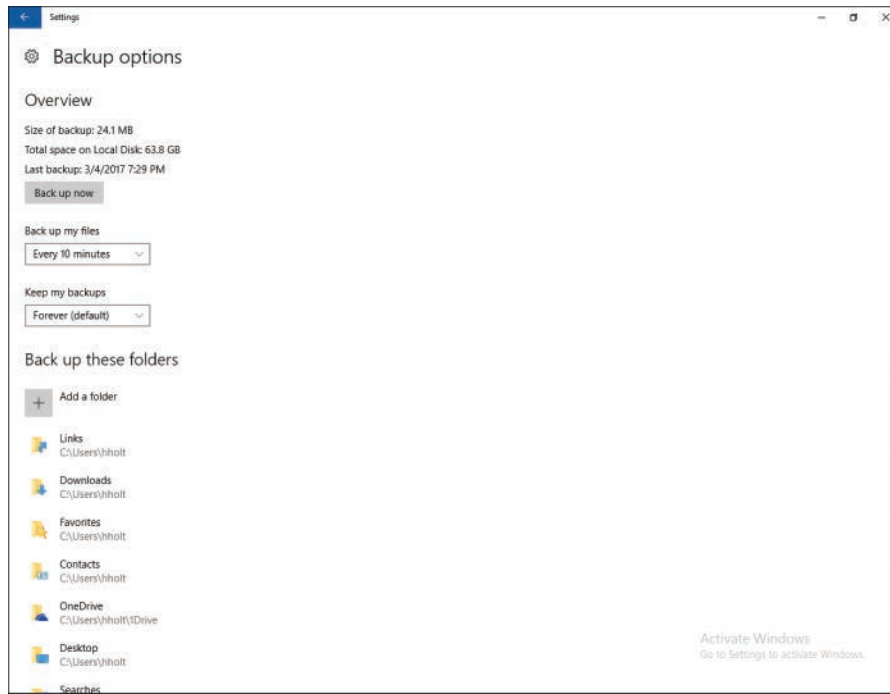 Settings
Backup options
Overview
Size of backup: 24.1 MB
Total space on Local Disk: 63.8 GB
Last backup: 3/4/2017 7:29 PM
Back up now
Back up my files
Every 10 minutes
Keep my backups
Forever (default)
Back up these folders
Add a folder
Links
C:\Users\hholt
Downloads
C:\Users\hholt
Favorites
C:\Users\hholt
Contacts
C:\Users\hholt
OneDrive
C:\Users\hholt\1Drive
Desktop
C:\Users\hholt
Searches
Activate Windows
Go to Settings to activate Windows.